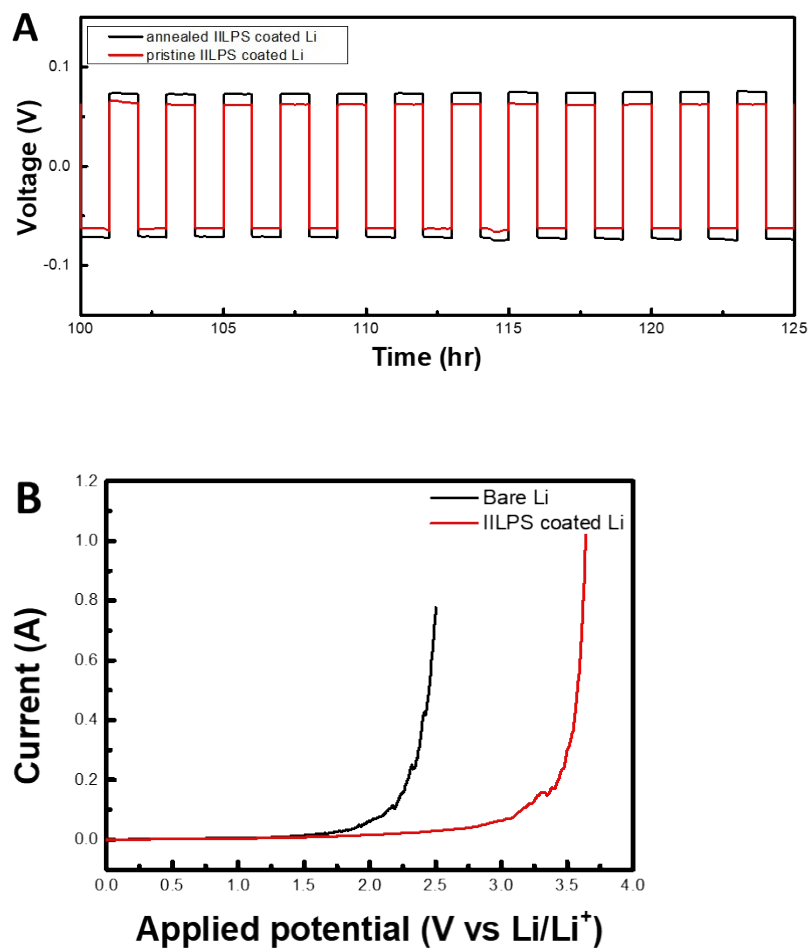 A
annealed IILPS coated Li
pristine IILPS coated Li
Voltage (V)
0.1
0.0
-0.1
100 105 110 115 120 125
Time (hr)
B
Bare Li
IILPS coated Li
Current (A)
1.2
1.0
0.8
0.6
0.4
0.2
0.0
0.0 0.5 1.0 1.5 2.0 2.5 3.0 3.5 4.0
Applied potential (V vs Li/Li⁺)